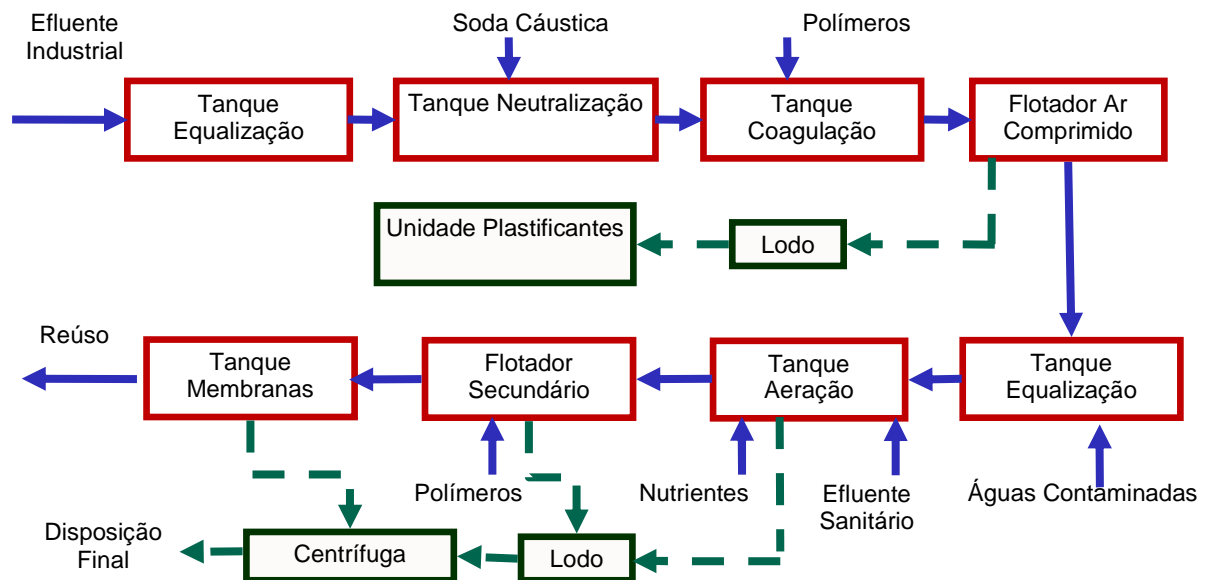 Efluente
Industrial
Soda Cáustica
Polímeros
Tanque
Equalização
Tanque Neutralização
Tanque
Coagulação
Flotador Ar
Comprimido
Unidade Plastificantes
Lodo
Reúso
Tanque
Membranas
Flotador
Secundário
Tanque
Aeração
Tanque
Equalização
Polímeros
Nutrientes
Efluente
Sanitário
Águas Contaminadas
Disposição
Final
Centrífuga
Lodo